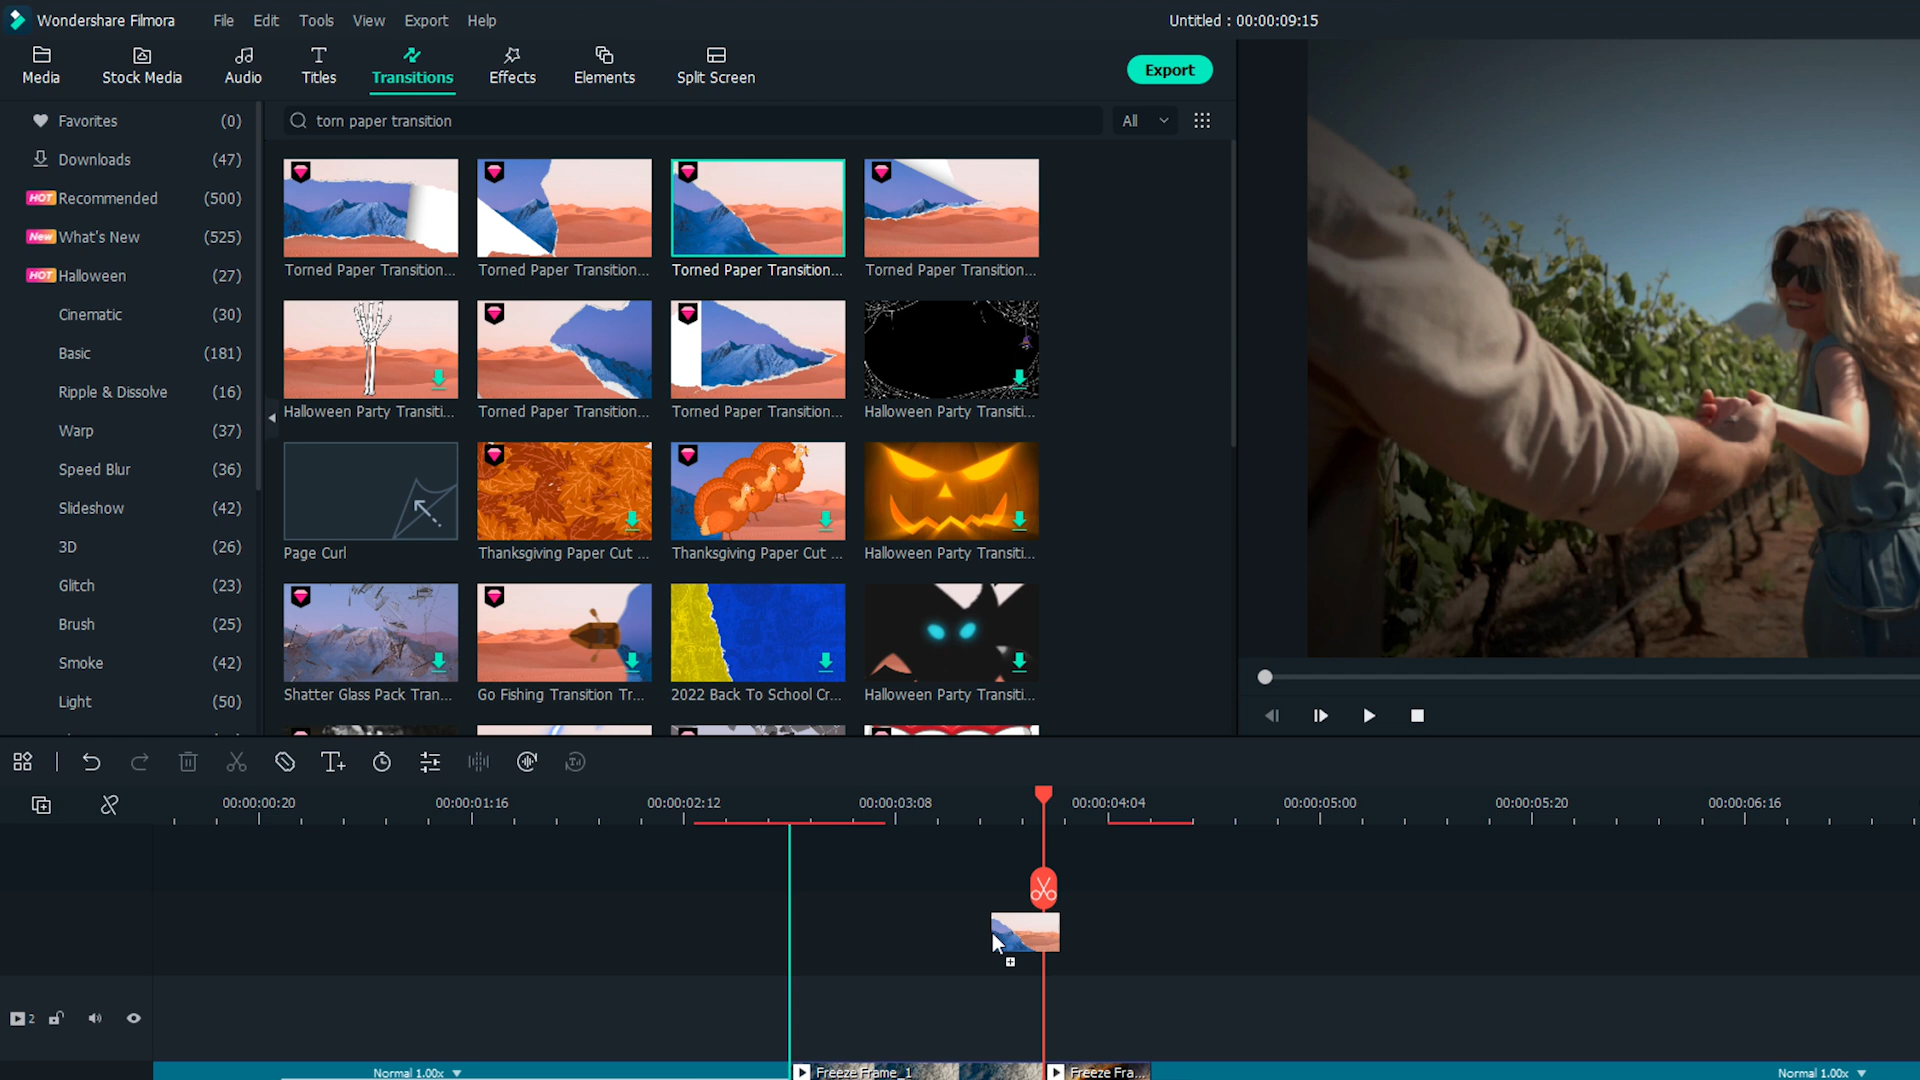 Wondershare Filmora File Edit Tools View Export Help Untitled : 00:00:09:15
Media Stock Media Audio Titles Transitions Effects Elements Split Screen Export
torn paper transition All
Favorites (0)
Downloads (47)
HOT Recommended (500)
New What's New (525)
HOT Halloween (27)
Cinematic (30)
Basic (181)
Ripple & Dissolve (16)
Warp (37)
Speed Blur (36)
Slideshow (42)
3D (26)
Glitch (23)
Brush (25)
Smoke (42)
Light (50)
Torned Paper Transition... Torned Paper Transition... Torned Paper Transition... Torned Paper Transition...
Halloween Party Transiti... Torned Paper Transition... Torned Paper Transition... Halloween Party Transiti...
Page Curl Thanksgiving Paper Cut ... Thanksgiving Paper Cut ... Halloween Party Transiti...
Shatter Glass Pack Tran... Go Fishing Transition Tr... 2022 Back To School Cr... Halloween Party Transiti...
00:00:00:20 00:00:01:16 00:00:02:12 00:00:03:08 00:00:04:04 00:00:05:00 00:00:05:20 00:00:06:16
2
Normal 1.00x Freeze Frame_1 Freeze Fra... Normal 1.00x